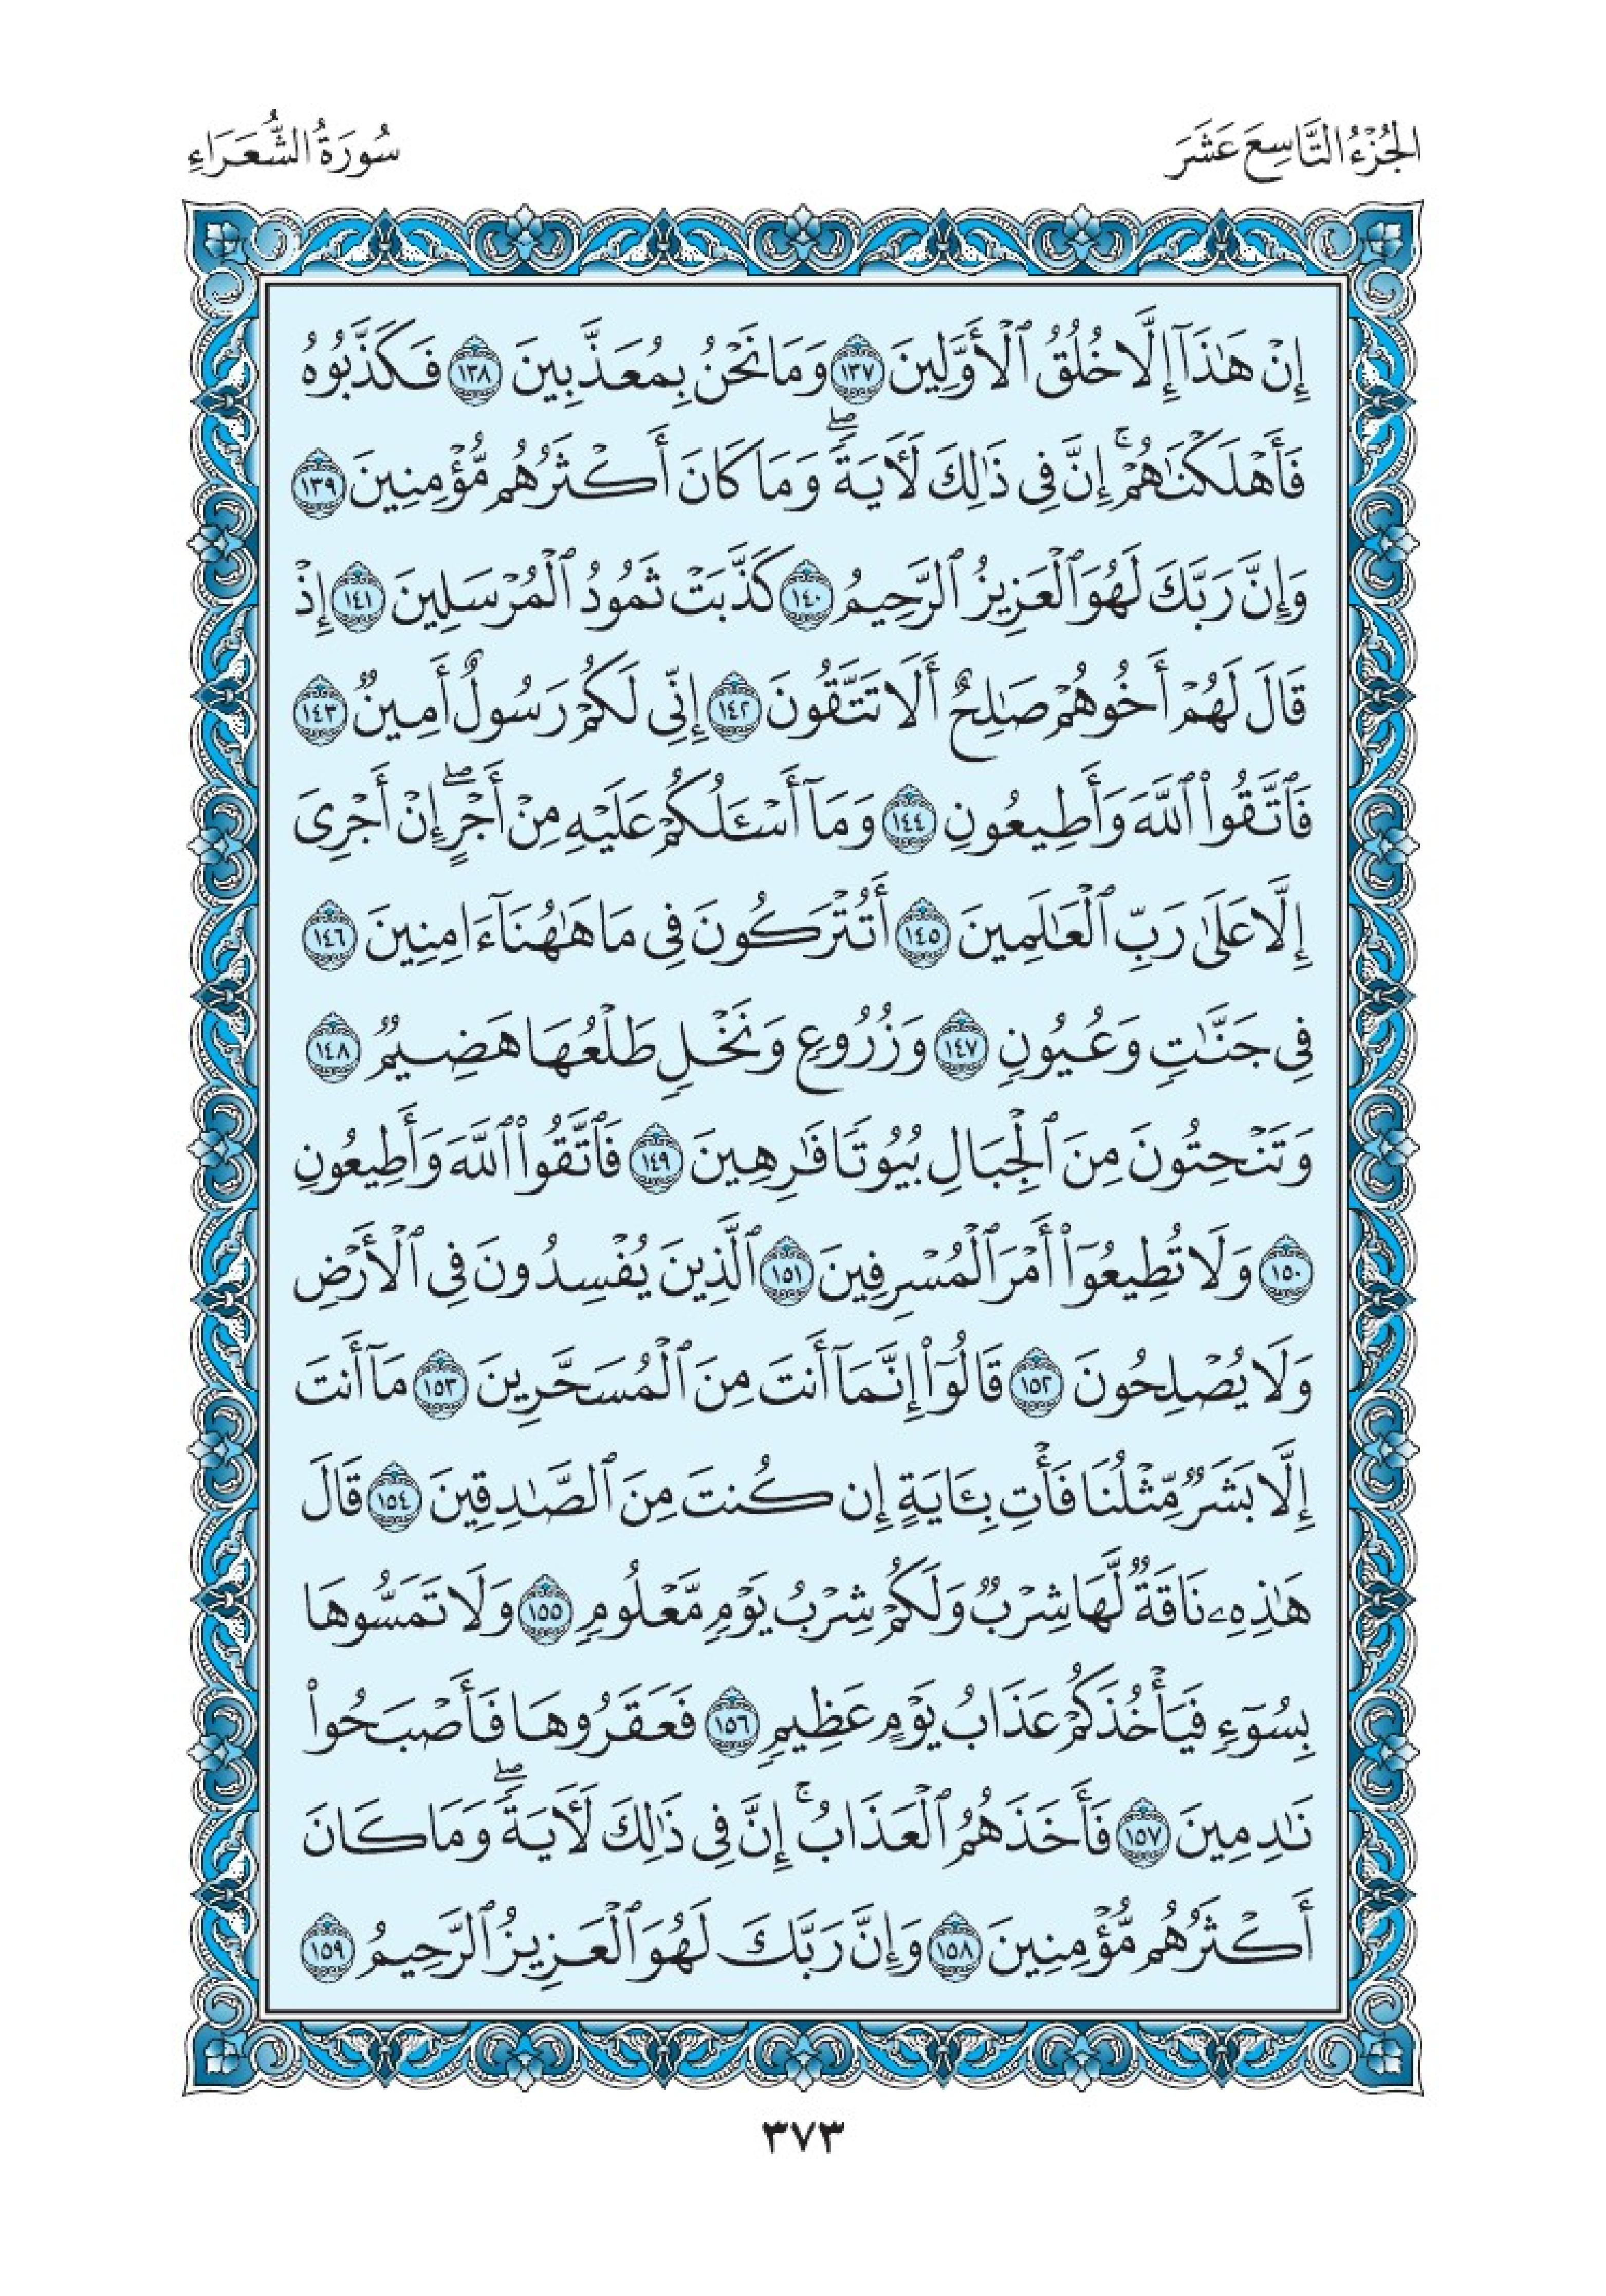 الجُزْءُ التَّاسِعَ عَشَرَ
سُورَةُ الشُّعَرَاءِ
إِنْ هَٰذَآ إِلَّا خُلُقُ ٱلْأَوَّلِينَ ١٣٧ وَمَا نَحْنُ بِمُعَذَّبِينَ ١٣٨ فَكَذَّبُوهُ
فَأَهْلَكْنَٰهُمْۚ إِنَّ فِى ذَٰلِكَ لَءَايَةًۖ وَمَا كَانَ أَكْثَرُهُم مُّؤْمِنِينَ ١٣٩
وَإِنَّ رَبَّكَ لَهُوَ ٱلْعَزِيزُ ٱلرَّحِيمُ ١٤٠ كَذَّبَتْ ثَمُودُ ٱلْمُرْسَلِينَ ١٤١ إِذْ
قَالَ لَهُمْ أَخُوهُمْ صَٰلِحٌ أَلَا تَتَّقُونَ ١٤٢ إِنِّى لَكُمْ رَسُولٌ أَمِينٌ ١٤٣
فَٱتَّقُوا۟ ٱللَّهَ وَأَطِيعُونِ ١٤٤ وَمَآ أَسْـَٔلُكُمْ عَلَيْهِ مِنْ أَجْرٍۖ إِنْ أَجْرِىَ
إِلَّا عَلَىٰ رَبِّ ٱلْعَٰلَمِينَ ١٤٥ أَتُتْرَكُونَ فِى مَا هَٰهُنَآ ءَامِنِينَ ١٤٦
فِى جَنَّٰتٍ وَعُيُونٍ ١٤٧ وَزُرُوعٍ وَنَخْلٍ طَلْعُهَا هَضِيمٌ ١٤٨
وَتَنْحِتُونَ مِنَ ٱلْجِبَالِ بُيُوتًا فَٰرِهِينَ ١٤٩ فَٱتَّقُوا۟ ٱللَّهَ وَأَطِيعُونِ
١٥٠ وَلَا تُطِيعُوٓا۟ أَمْرَ ٱلْمُسْرِفِينَ ١٥١ ٱلَّذِينَ يُفْسِدُونَ فِى ٱلْأَرْضِ
وَلَا يُصْلِحُونَ ١٥٢ قَالُوٓا۟ إِنَّمَآ أَنتَ مِنَ ٱلْمُسَحَّرِينَ ١٥٣ مَآ أَنتَ
إِلَّا بَشَرٌ مِّثْلُنَا فَأْتِ بِـَٔايَةٍ إِن كُنتَ مِنَ ٱلصَّٰدِقِينَ ١٥٤ قَالَ
هَٰذِهِۦ نَاقَةٌ لَّهَا شِرْبٌ وَلَكُمْ شِرْبُ يَوْمٍ مَّعْلُومٍ ١٥٥ وَلَا تَمَسُّوهَا
بِسُوٓءٍ فَيَأْخُذَكُمْ عَذَابُ يَوْمٍ عَظِيمٍ ١٥٦ فَعَقَرُوهَا فَأَصْبَحُوا۟
نَٰدِمِينَ ١٥٧ فَأَخَذَهُمُ ٱلْعَذَابُۚ إِنَّ فِى ذَٰلِكَ لَءَايَةًۖ وَمَا كَانَ
أَكْثَرُهُم مُّؤْمِنِينَ ١٥٨ وَإِنَّ رَبَّكَ لَهُوَ ٱلْعَزِيزُ ٱلرَّحِيمُ ١٥٩
٣٧٣